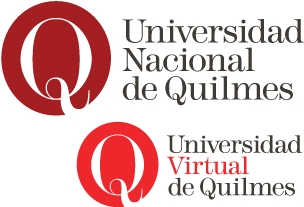 Q
Universidad
Nacional
de Quilmes
Q
Universidad
Virtual
de Quilmes